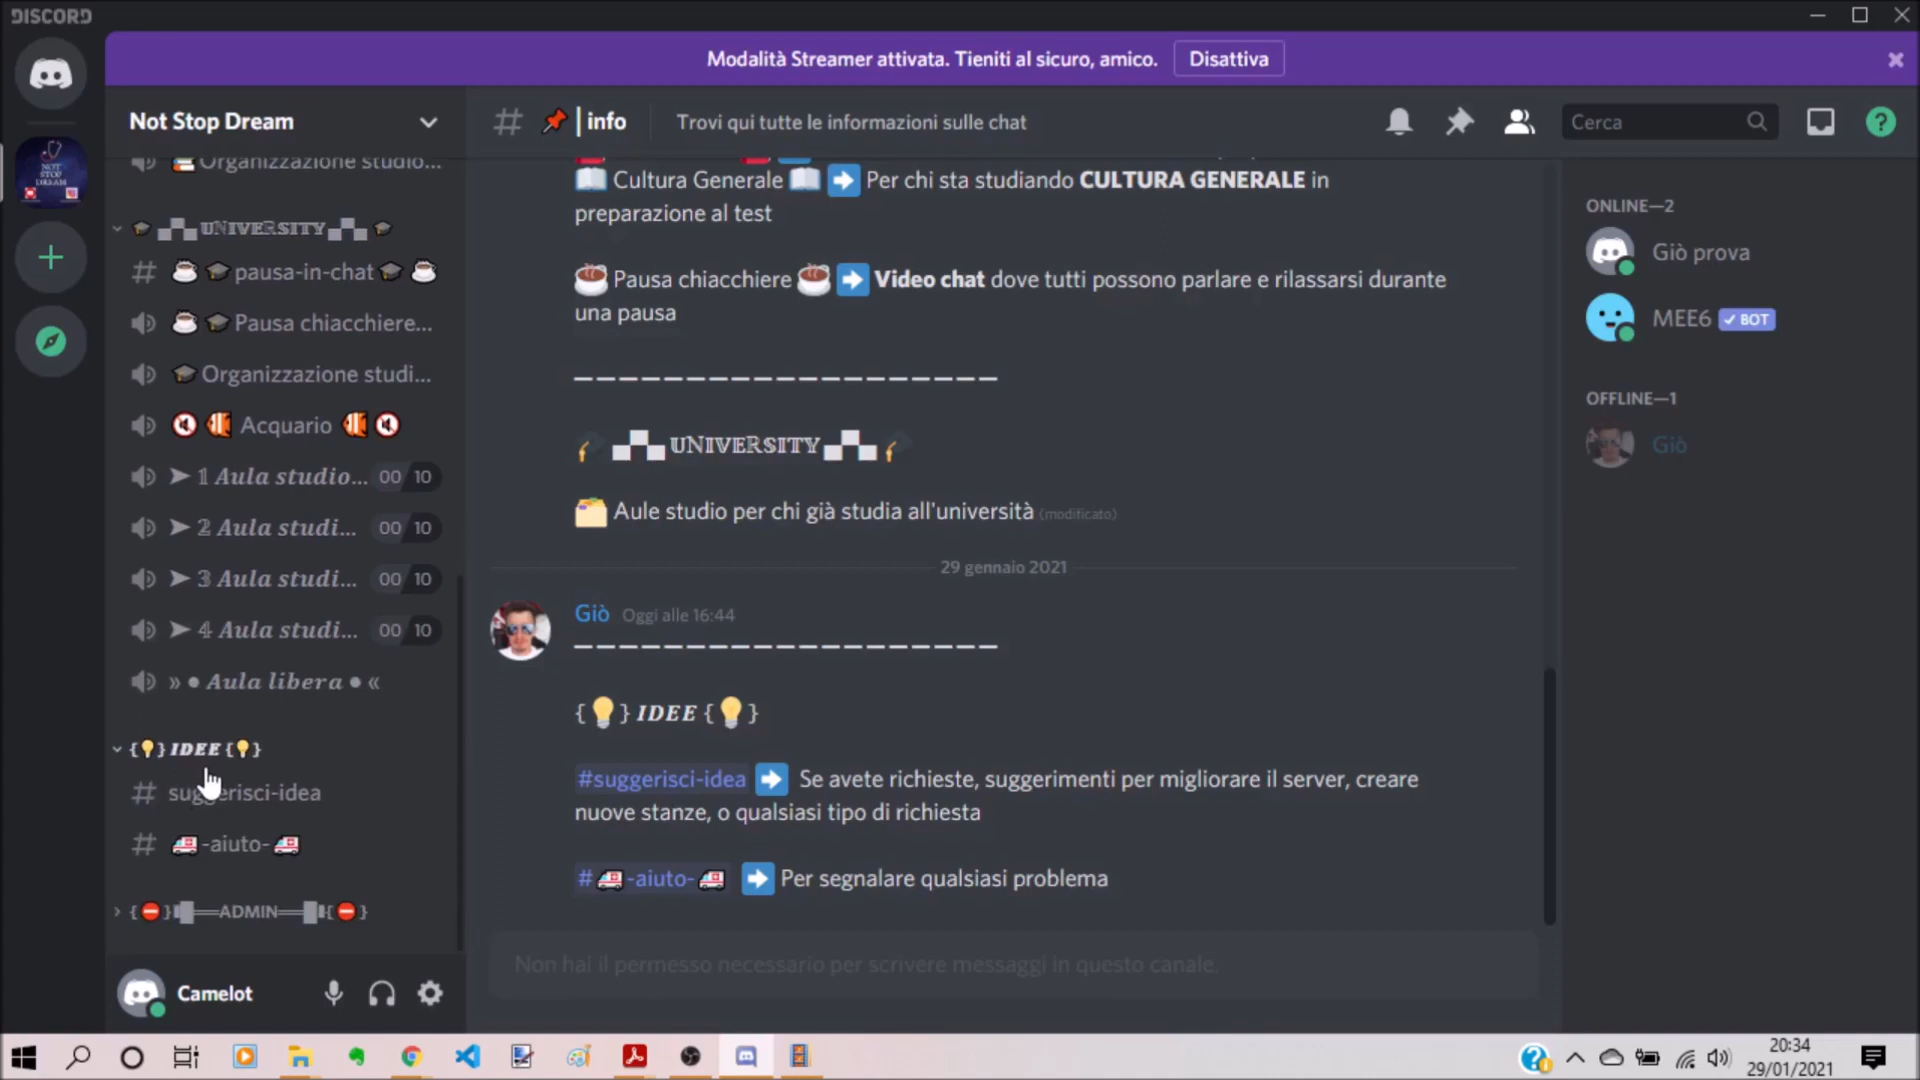 DISCORD
Modalità Streamer attivata. Tieniti al sicuro, amico.
Disattiva
Not Stop Dream
info
Trovi qui tutte le informazioni sulle chat
Cerca
Organizzazione studio...
UNIVERSITY
pausa-in-chat
Pausa chiacchiere...
Organizzazione studi...
Acquario
➤ 1 Aula studio... 00 10
➤ 2 Aula studi... 00 10
➤ 3 Aula studi... 00 10
➤ 4 Aula studi... 00 10
» ● Aula libera ● «
{💡} IDEE {💡}
# suggerisci-idea
# 🚑-aiuto-🚑
{⛔}█══ADMIN══█{⛔}
Camelot
📖 Cultura Generale 📖 ➡ Per chi sta studiando CULTURA GENERALE in
preparazione al test
☕ Pausa chiacchiere ☕ ➡ Video chat dove tutti possono parlare e rilassarsi durante
una pausa
———————————————————
UNIVERSITY
Aule studio per chi già studia all'università (modificato)
29 gennaio 2021
Giò Oggi alle 16:44
———————————————————
{💡} IDEE {💡}
#suggerisci-idea ➡ Se avete richieste, suggerimenti per migliorare il server, creare
nuove stanze, o qualsiasi tipo di richiesta
#🚑-aiuto-🚑 ➡ Per segnalare qualsiasi problema
Non hai il permesso necessario per scrivere messaggi in questo canale.
ONLINE—2
Giò prova
MEE6 ✓ BOT
OFFLINE—1
Giò
20:34
29/01/2021